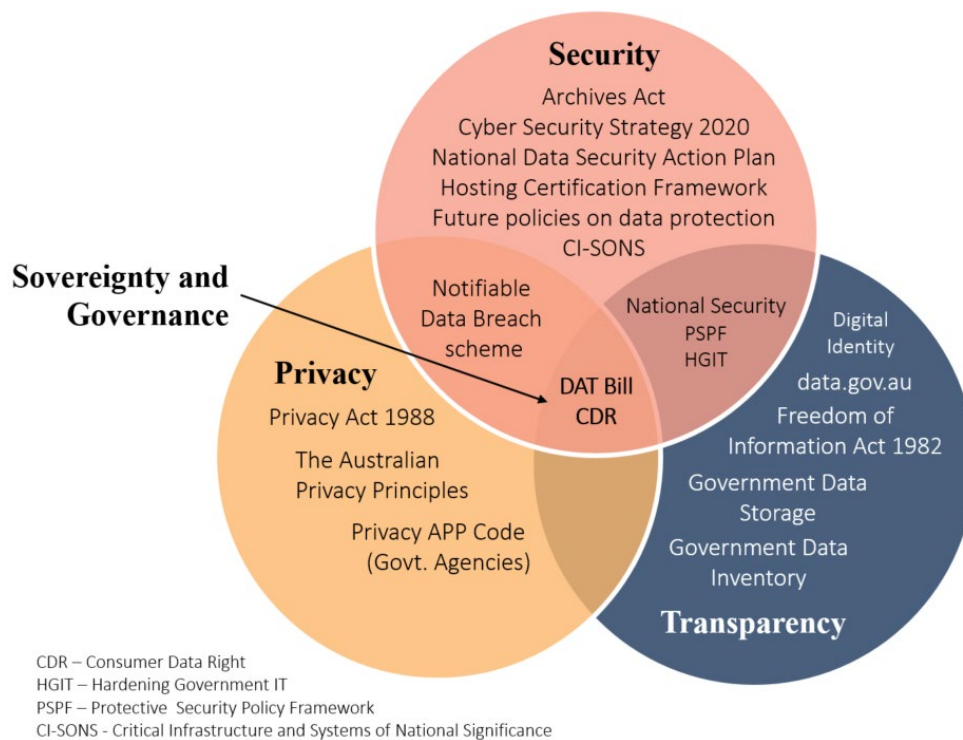 Security
Archives Act
Cyber Security Strategy 2020
National Data Security Action Plan
Hosting Certification Framework
Future policies on data protection
CI-SONS
Sovereignty and
Governance
Notifiable
Data Breach
scheme
National Security
PSPF
HGIT
DAT Bill
CDR
Privacy
Privacy Act 1988
The Australian
Privacy Principles
Privacy APP Code
(Govt. Agencies)
Digital
Identity
data.gov.au
Freedom of
Information Act 1982
Government Data
Storage
Government Data
Inventory
Transparency
CDR – Consumer Data Right
HGIT – Hardening Government IT
PSPF – Protective Security Policy Framework
CI-SONS - Critical Infrastructure and Systems of National Significance